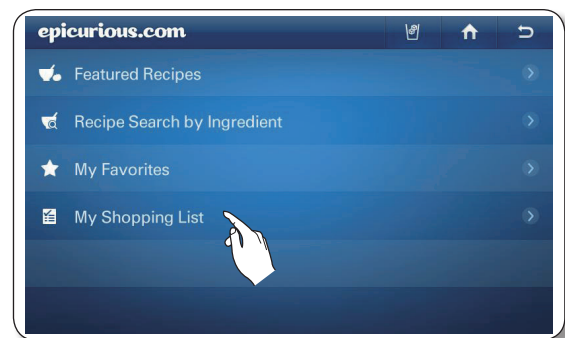 epicurious.com
Featured Recipes
Recipe Search by Ingredient
My Favorites
My Shopping List